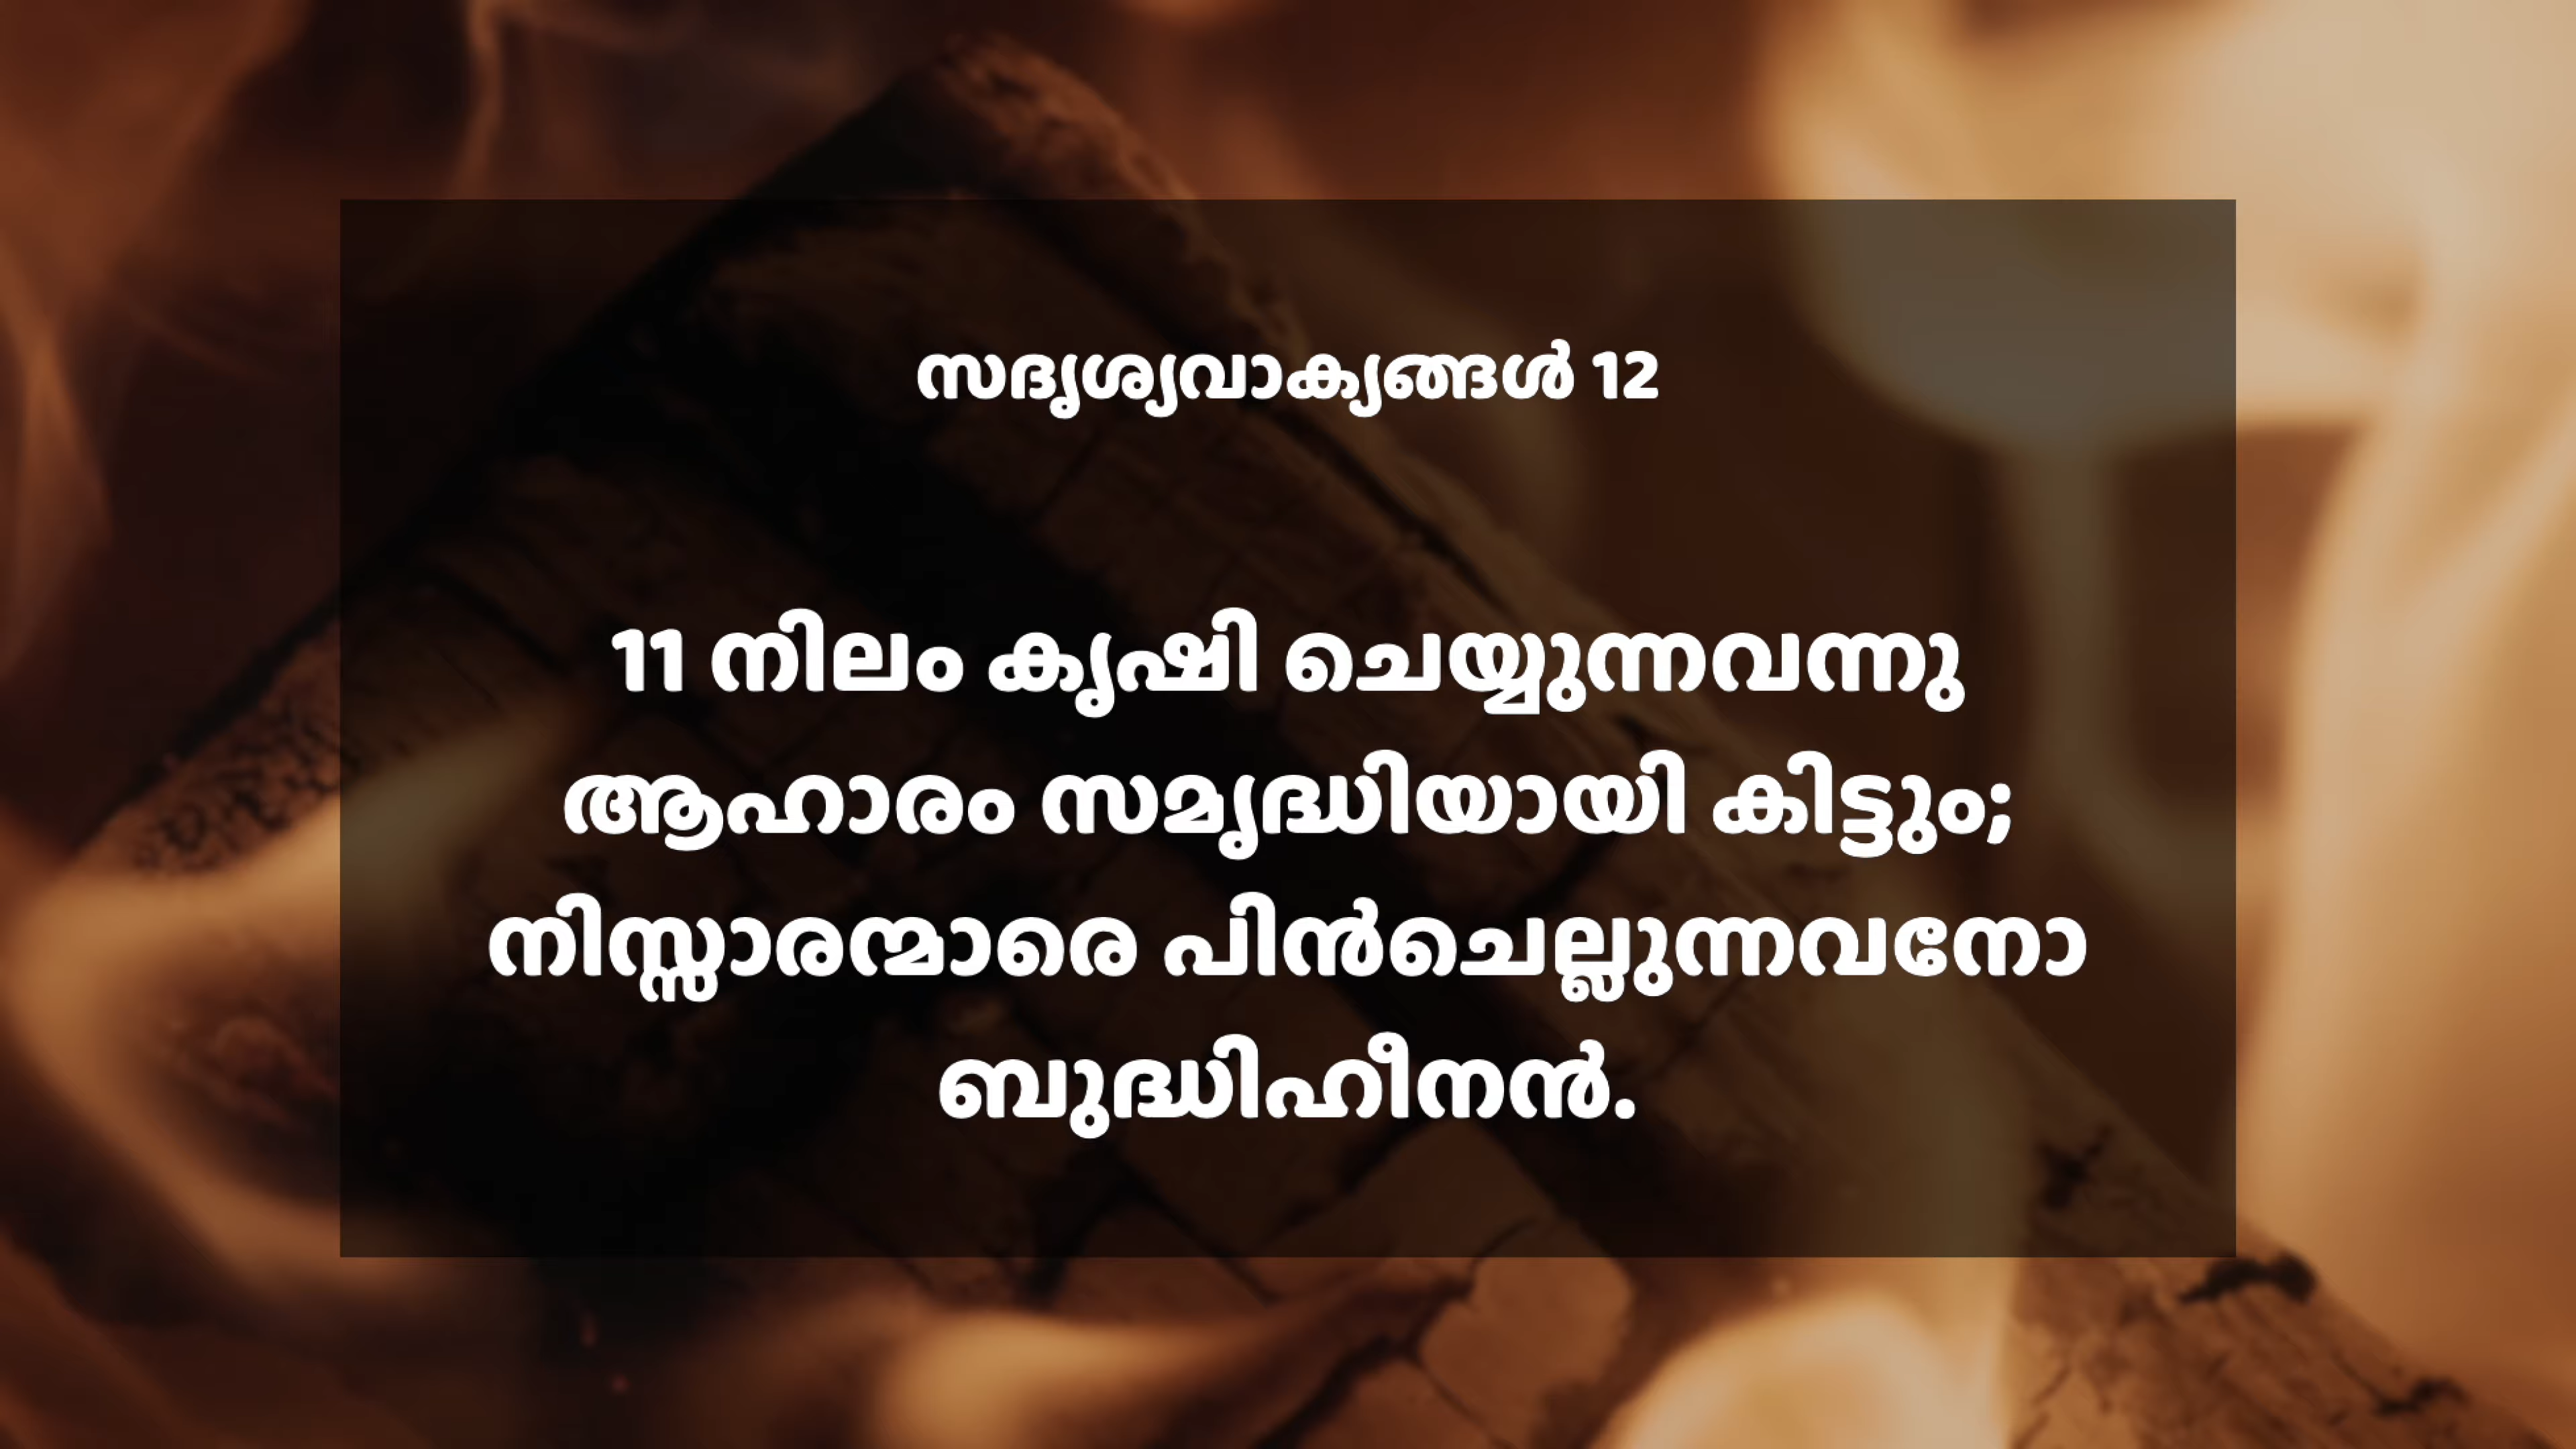 സദൃശ്യവാക്യങ്ങൾ 12
11 നിലം കൃഷി ചെയ്യുന്നവന്നു
ആഹാരം സമൃദ്ധിയായി കിട്ടും;
നിസ്സാരന്മാരെ പിൻചെല്ലുന്നവനോ
ബുദ്ധിഹീനൻ.